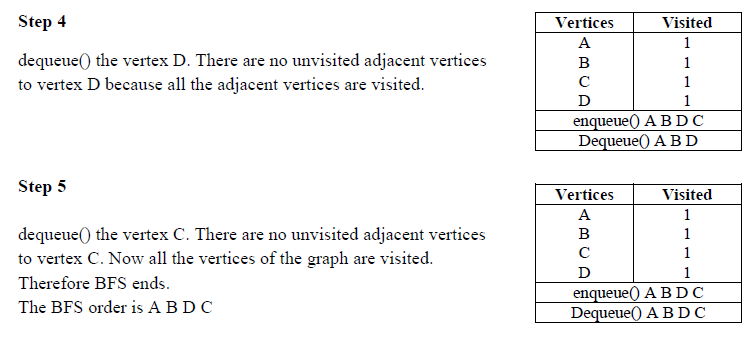 Step 4
dequeue() the vertex D. There are no unvisited adjacent vertices
to vertex D because all the adjacent vertices are visited.
Vertices Visited
A 1
B 1
C 1
D 1
enqueue() A B D C
Dequeue() A B D
Step 5
dequeue() the vertex C. There are no unvisited adjacent vertices
to vertex C. Now all the vertices of the graph are visited.
Therefore BFS ends.
The BFS order is A B D C
Vertices Visited
A 1
B 1
C 1
D 1
enqueue() A B D C
Dequeue() A B D C